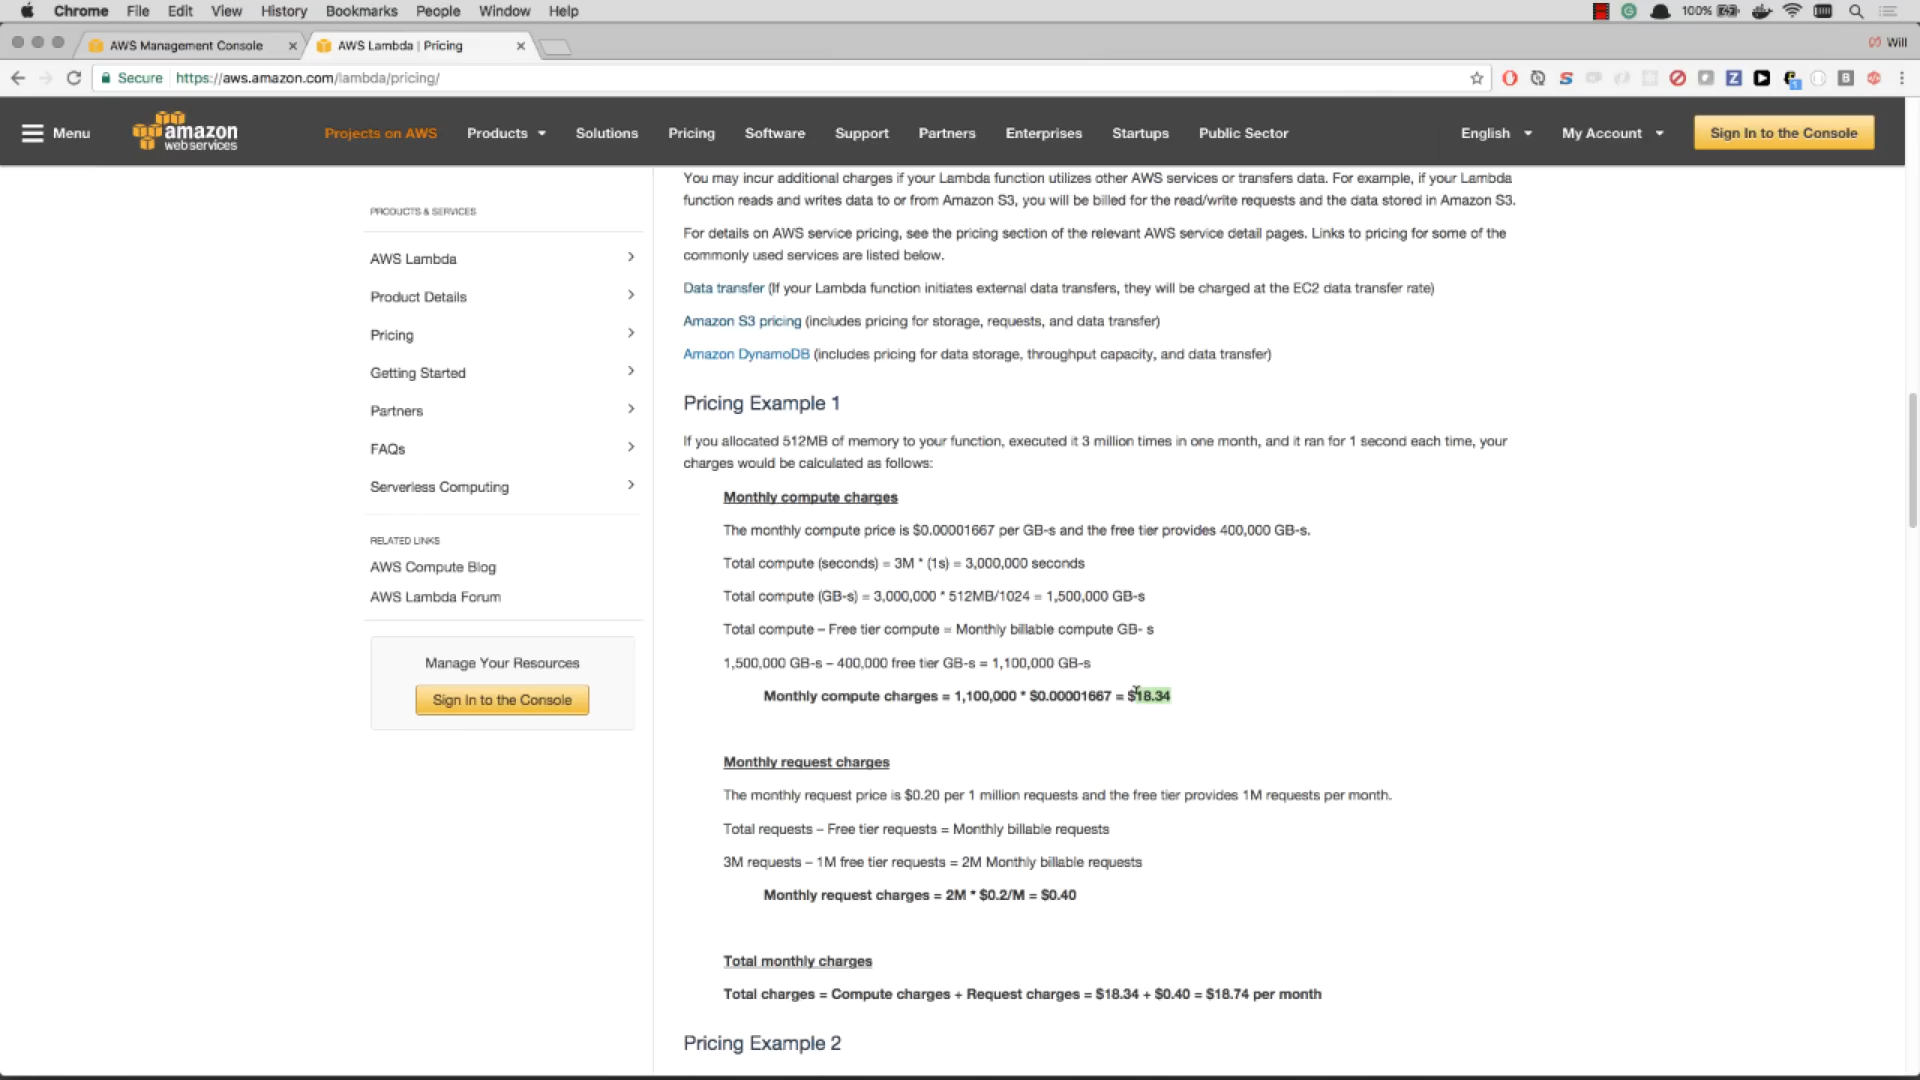 Chrome File Edit View History Bookmarks People Window Help 100%
AWS Management Console
AWS Lambda | Pricing
Will
Secure https://aws.amazon.com/lambda/pricing/
Menu
amazon
webservices
Projects on AWS Products Solutions Pricing Software Support Partners Enterprises Startups Public Sector English My Account Sign In to the Console
PRODUCTS & SERVICES
AWS Lambda
Product Details
Pricing
Getting Started
Partners
FAQs
Serverless Computing
RELATED LINKS
AWS Compute Blog
AWS Lambda Forum
Manage Your Resources
Sign In to the Console
You may incur additional charges if your Lambda function utilizes other AWS services or transfers data. For example, if your Lambda
function reads and writes data to or from Amazon S3, you will be billed for the read/write requests and the data stored in Amazon S3.
For details on AWS service pricing, see the pricing section of the relevant AWS service detail pages. Links to pricing for some of the
commonly used services are listed below.
Data transfer (If your Lambda function initiates external data transfers, they will be charged at the EC2 data transfer rate)
Amazon S3 pricing (includes pricing for storage, requests, and data transfer)
Amazon DynamoDB (includes pricing for data storage, throughput capacity, and data transfer)
Pricing Example 1
If you allocated 512MB of memory to your function, executed it 3 million times in one month, and it ran for 1 second each time, your
charges would be calculated as follows:
Monthly compute charges
The monthly compute price is $0.00001667 per GB-s and the free tier provides 400,000 GB-s.
Total compute (seconds) = 3M * (1s) = 3,000,000 seconds
Total compute (GB-s) = 3,000,000 * 512MB/1024 = 1,500,000 GB-s
Total compute – Free tier compute = Monthly billable compute GB- s
1,500,000 GB-s – 400,000 free tier GB-s = 1,100,000 GB-s
Monthly compute charges = 1,100,000 * $0.00001667 = $18.34
Monthly request charges
The monthly request price is $0.20 per 1 million requests and the free tier provides 1M requests per month.
Total requests – Free tier requests = Monthly billable requests
3M requests – 1M free tier requests = 2M Monthly billable requests
Monthly request charges = 2M * $0.2/M = $0.40
Total monthly charges
Total charges = Compute charges + Request charges = $18.34 + $0.40 = $18.74 per month
Pricing Example 2